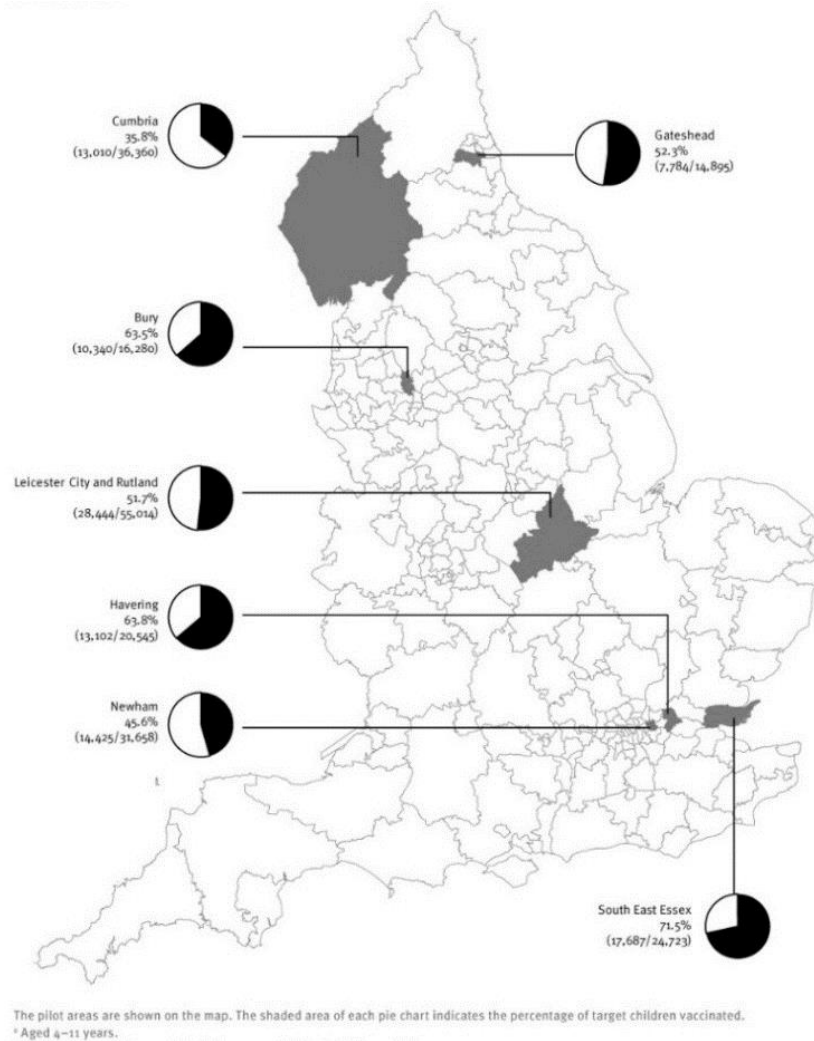 Cumbria
35.8%
(13,010/36,360)
Gateshead
52.3%
(7,784/14,895)
Bury
63.5%
(10,340/16,280)
Leicester City and Rutland
51.7%
(28,444/55,014)
Havering
63.8%
(13,102/20,545)
Newham
45.6%
(14,425/31,658)
South East Essex
71.5%
(17,687/24,723)
The pilot areas are shown on the map. The shaded area of each pie chart indicates the percentage of target children vaccinated.
ª Aged 4–11 years.